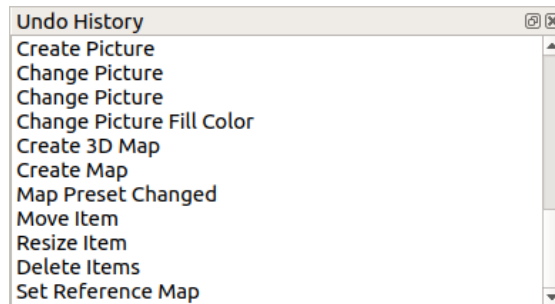 Undo History
Create Picture
Change Picture
Change Picture
Change Picture Fill Color
Create 3D Map
Create Map
Map Preset Changed
Move Item
Resize Item
Delete Items
Set Reference Map